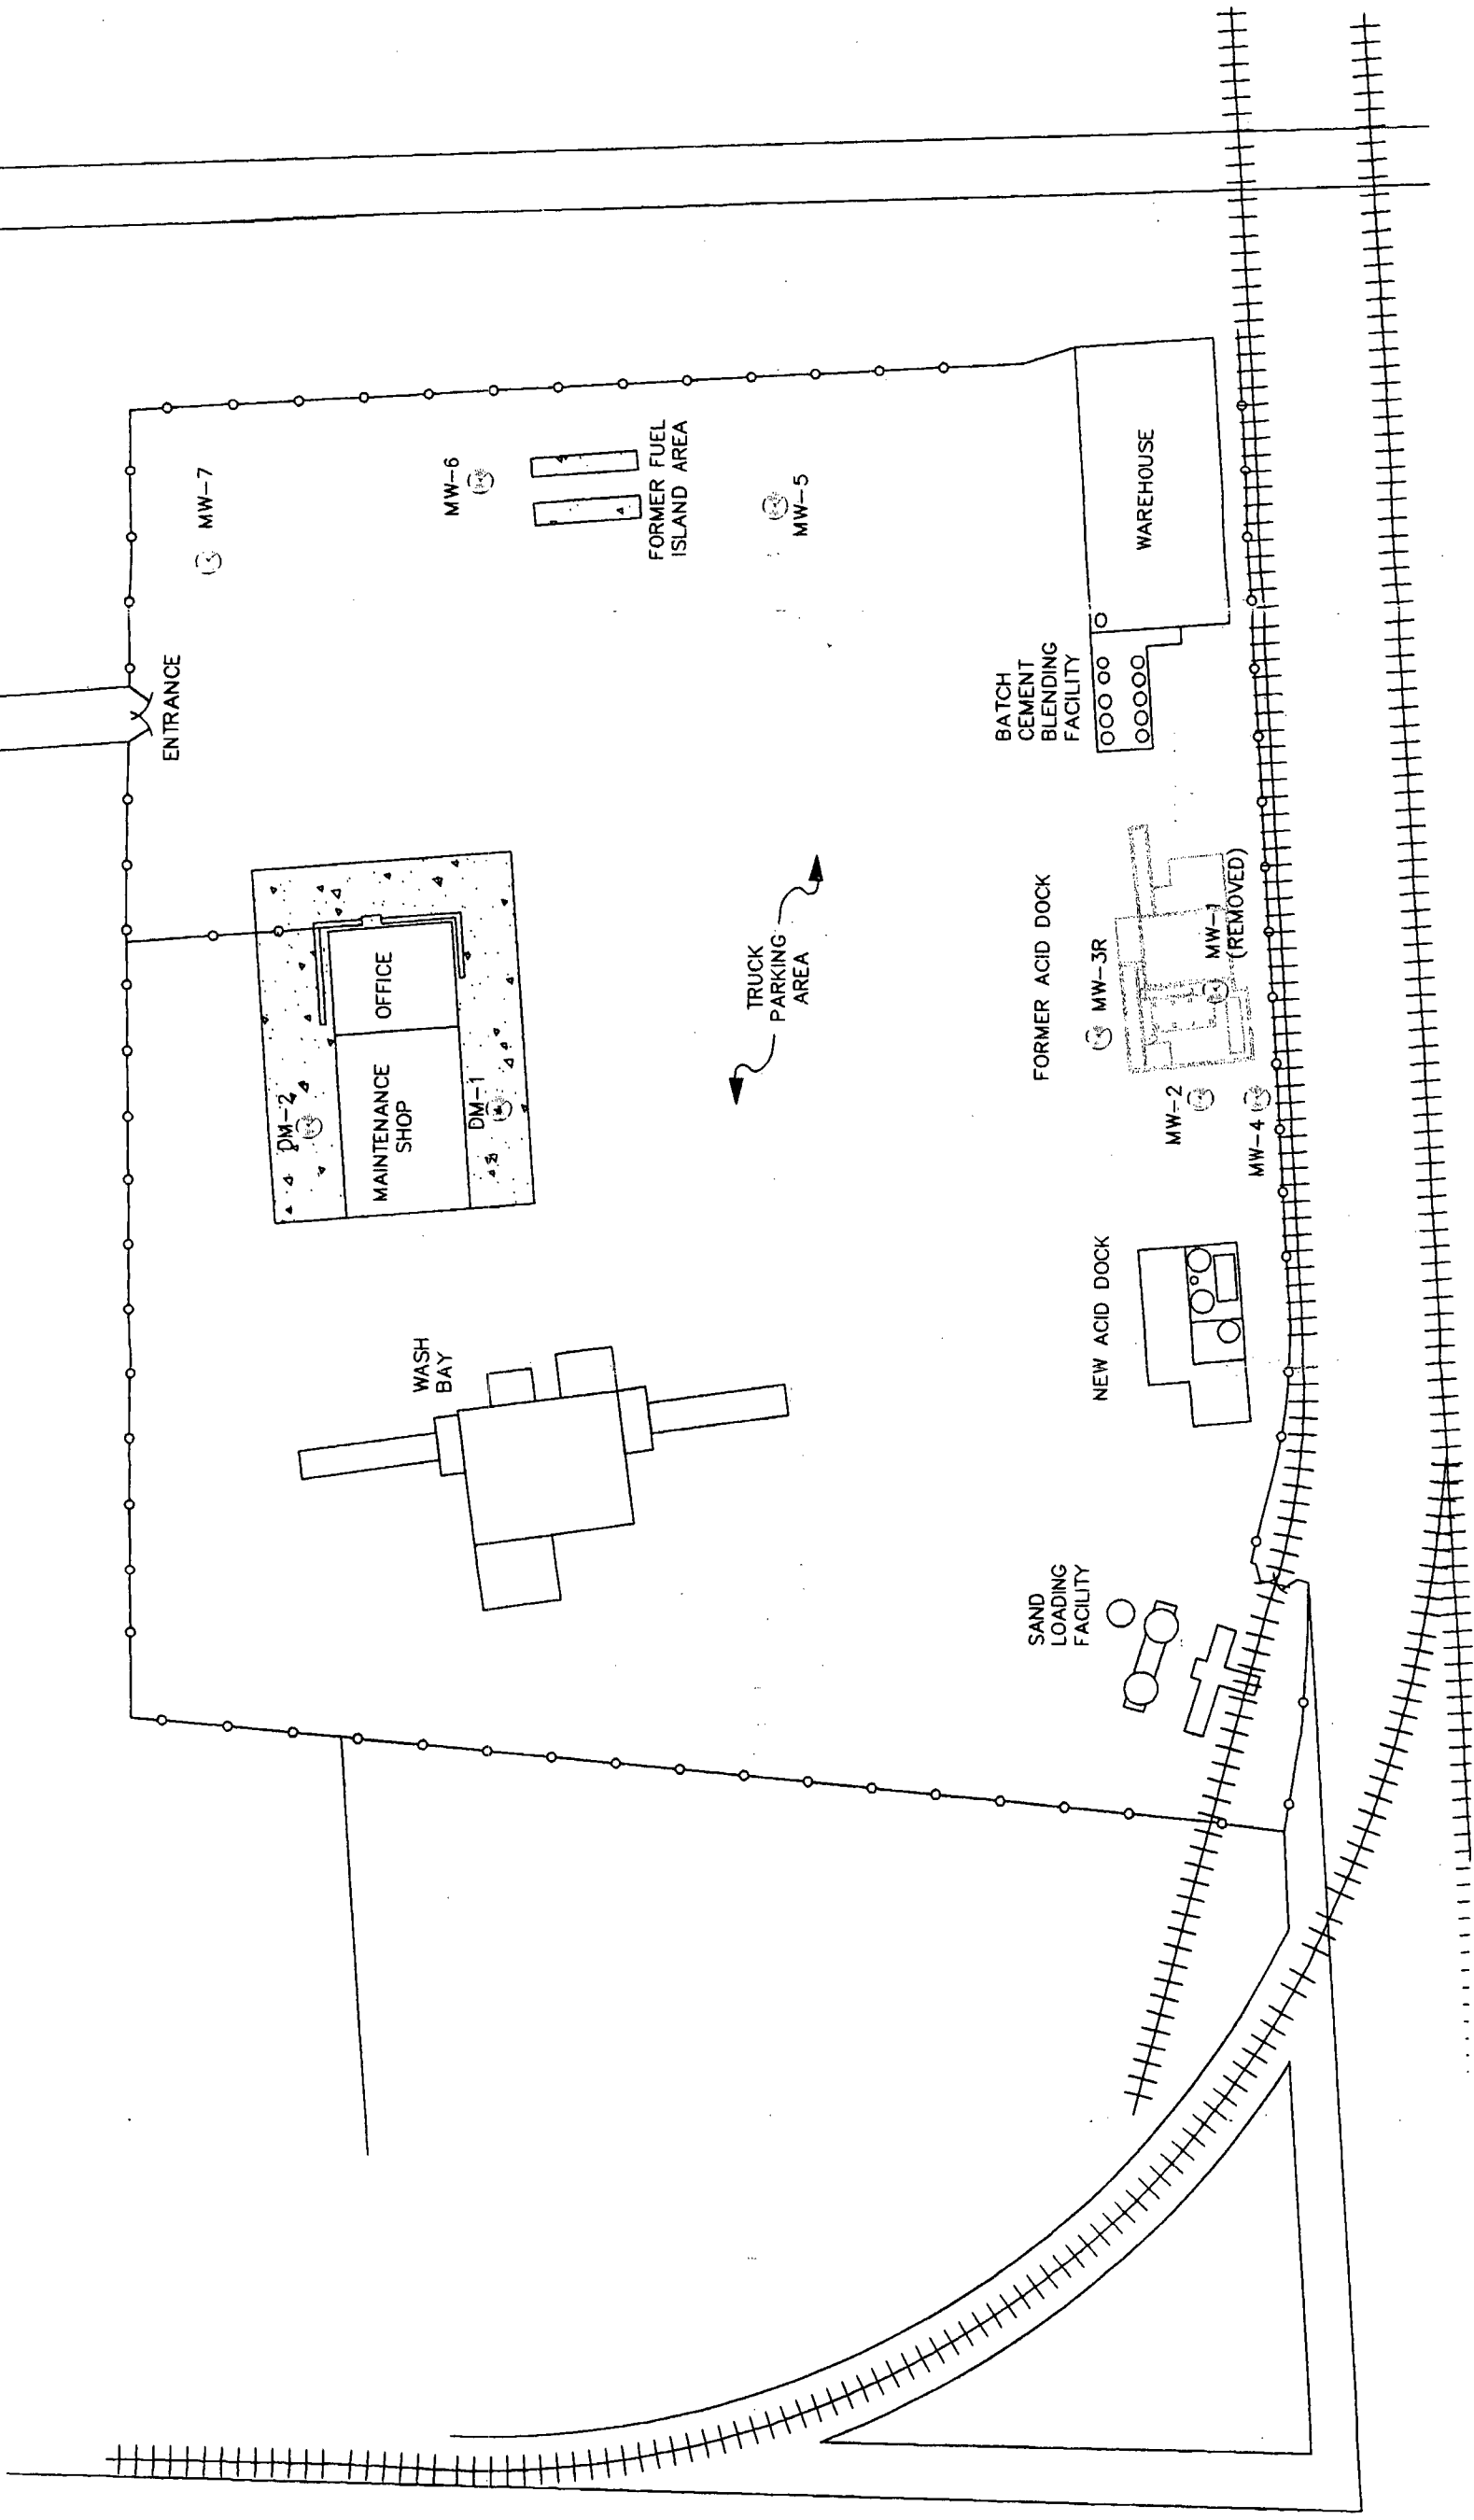 ENTRANCE
MW-7
MW-6
FORMER FUEL
ISLAND AREA
MW-5
WAREHOUSE
BATCH
CEMENT
BLENDING
FACILITY
DM-2
OFFICE
MAINTENANCE
SHOP
DM-1
TRUCK
PARKING
AREA
FORMER ACID DOCK
MW-3R
MW-1
(REMOVED)
MW-2
MW-4
WASH
BAY
NEW ACID DOCK
SAND
LOADING
FACILITY